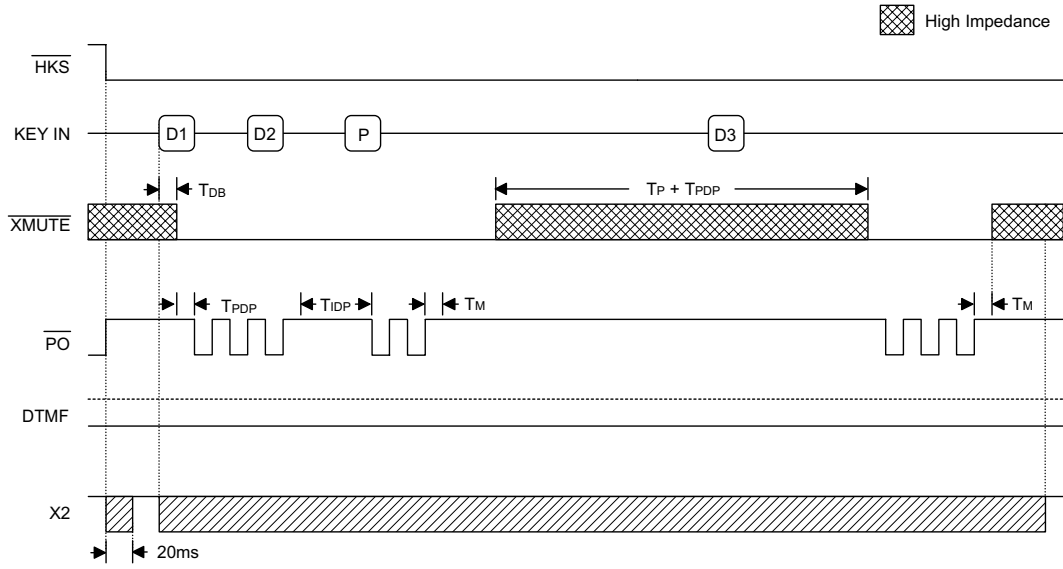 High Impedance
HKS
KEY IN D1 D2 P D3
TDB
TP + TPDP
XMUTE
TPDP TIDP TM TM
PO
DTMF
X2
20ms